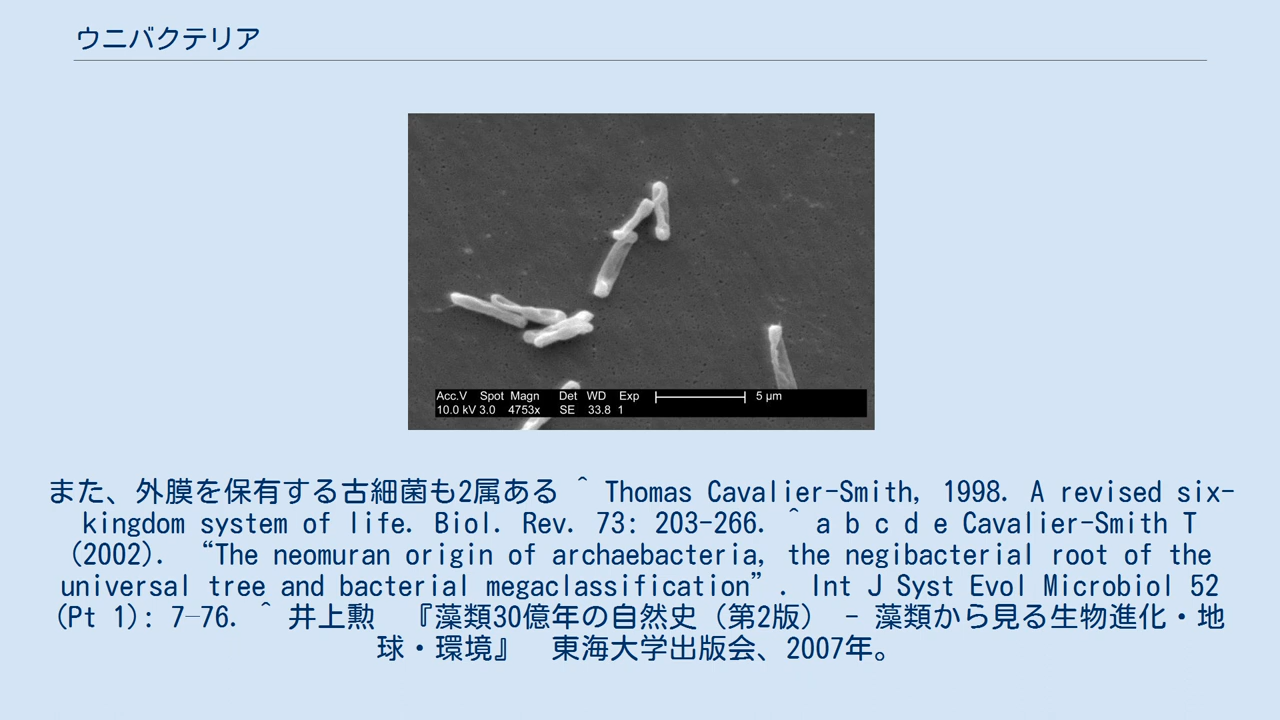 ウニバクテリア
Acc.V Spot Magn Det WD Exp 5 µm
10.0 kV 3.0 4753x SE 33.8 1
また、外膜を保有する古細菌も2属ある ^ Thomas Cavalier-Smith, 1998. A revised six-
kingdom system of life. Biol. Rev. 73: 203-266. ^ a b c d e Cavalier-Smith T
(2002). “The neomuran origin of archaebacteria, the negibacterial root of the
universal tree and bacterial megaclassification”. Int J Syst Evol Microbiol 52
(Pt 1): 7–76. ^ 井上勲 『藻類30億年の自然史（第2版） - 藻類から見る生物進化・地
球・環境』 東海大学出版会、2007年。